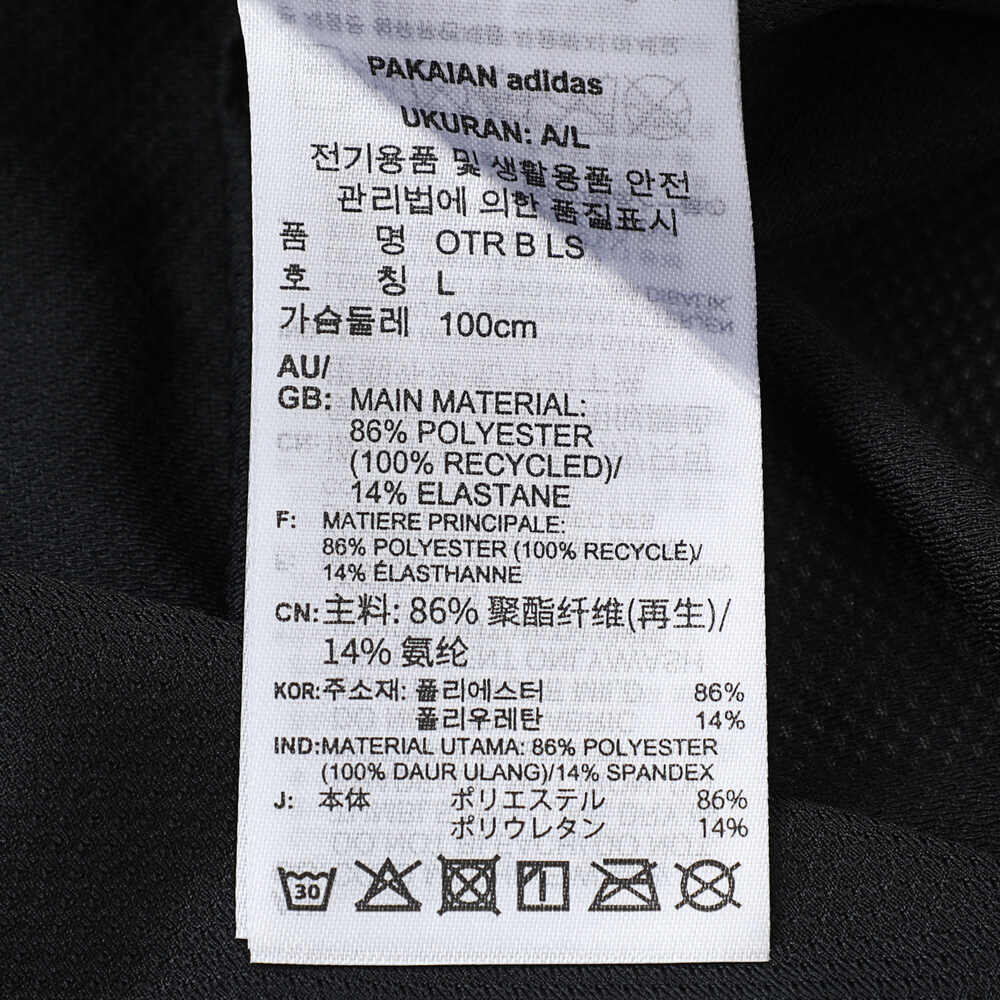 PAKAIAN adidas
UKURAN: A/L
전기용품 및 생활용품 안전
관리법에 의한 품질표시
품 명 OTR B LS
호 칭 L
가슴둘레 100cm
AU/
GB: MAIN MATERIAL:
86% POLYESTER
(100% RECYCLED)/
14% ELASTANE
F: MATIERE PRINCIPALE:
86% POLYESTER (100% RECYCLÉ)/
14% ÉLASTHANNE
CN: 主料: 86% 聚酯纤维(再生)/
14% 氨纶
KOR: 주소재: 폴리에스터 86%
폴리우레탄 14%
IND: MATERIAL UTAMA: 86% POLYESTER
(100% DAUR ULANG)/14% SPANDEX
J: 本体 ポリエステル 86%
ポリウレタン 14%
30